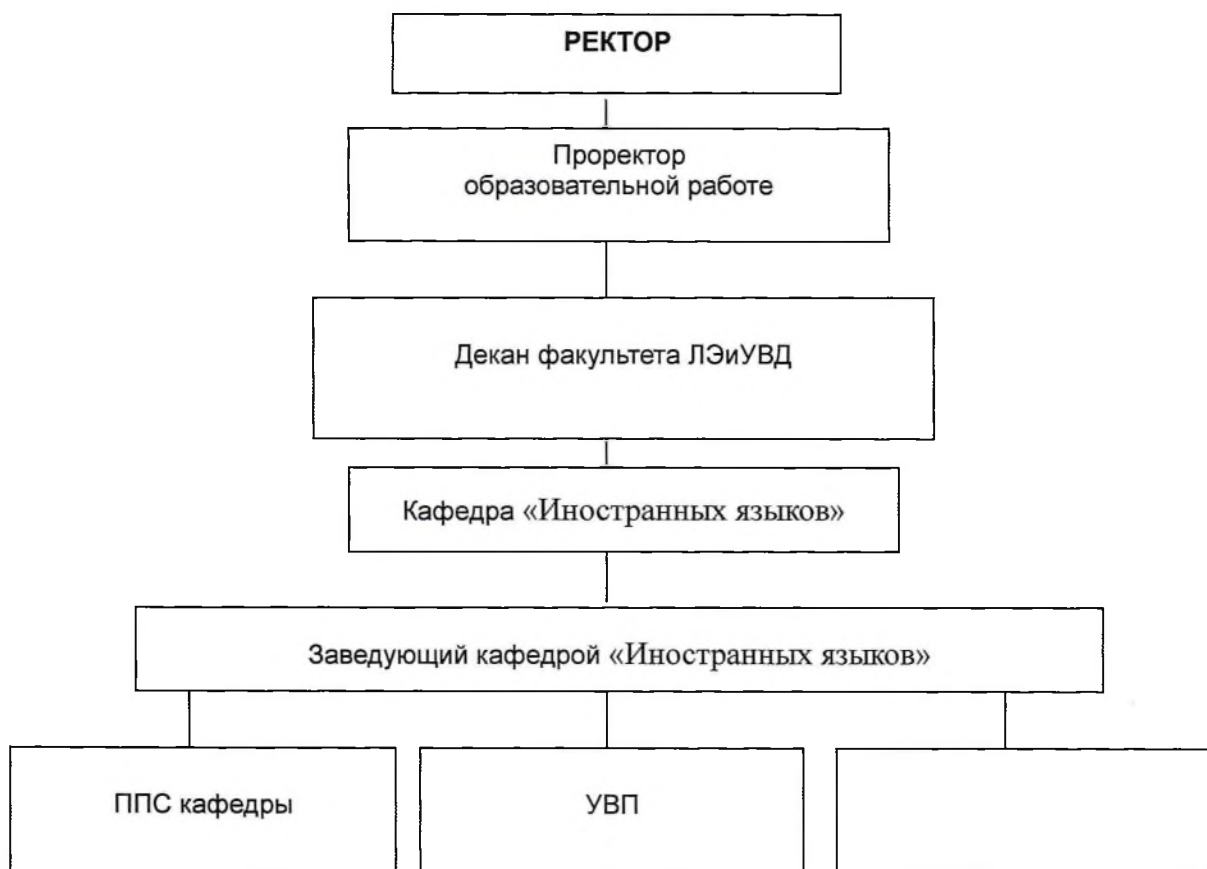 РЕКТОР
Проректор
образовательной работе
Декан факультета ЛЭиУВД
Кафедра «Иностранных языков»
Заведующий кафедрой «Иностранных языков»
ППС кафедры
УВП